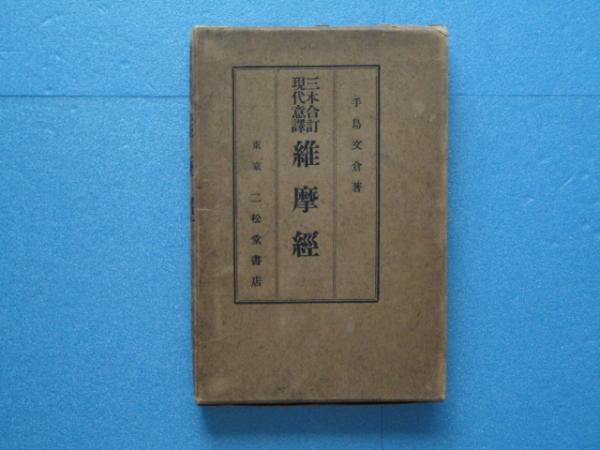 手島文倉著
三本合訂
現代意譯
維摩經
東京 二松堂書店